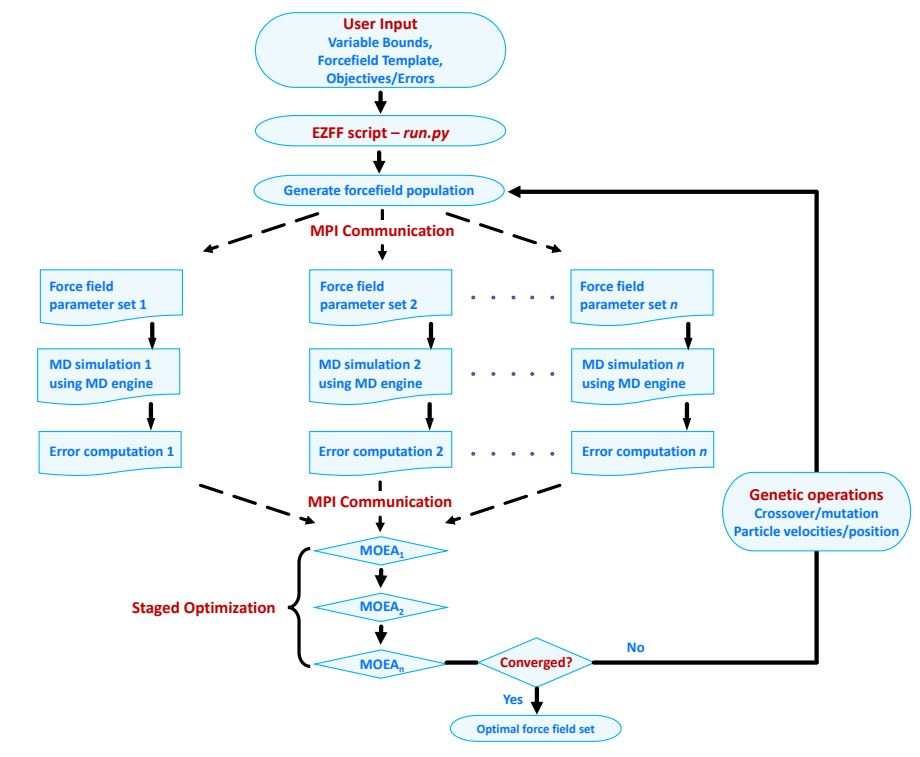 User Input
Variable Bounds,
Forcefield Template,
Objectives/Errors
EZFF script – run.py
Generate forcefield population
MPI Communication
Force field
parameter set 1
Force field
parameter set 2
Force field
parameter set n
MD simulation 1
using MD engine
MD simulation 2
using MD engine
MD simulation n
using MD engine
Error computation 1
Error computation 2
Error computation n
MPI Communication
Genetic operations
Crossover/mutation
Particle velocities/position
MOEA1
Staged Optimization
MOEA2
MOEAn
Converged?
No
Yes
Optimal force field set